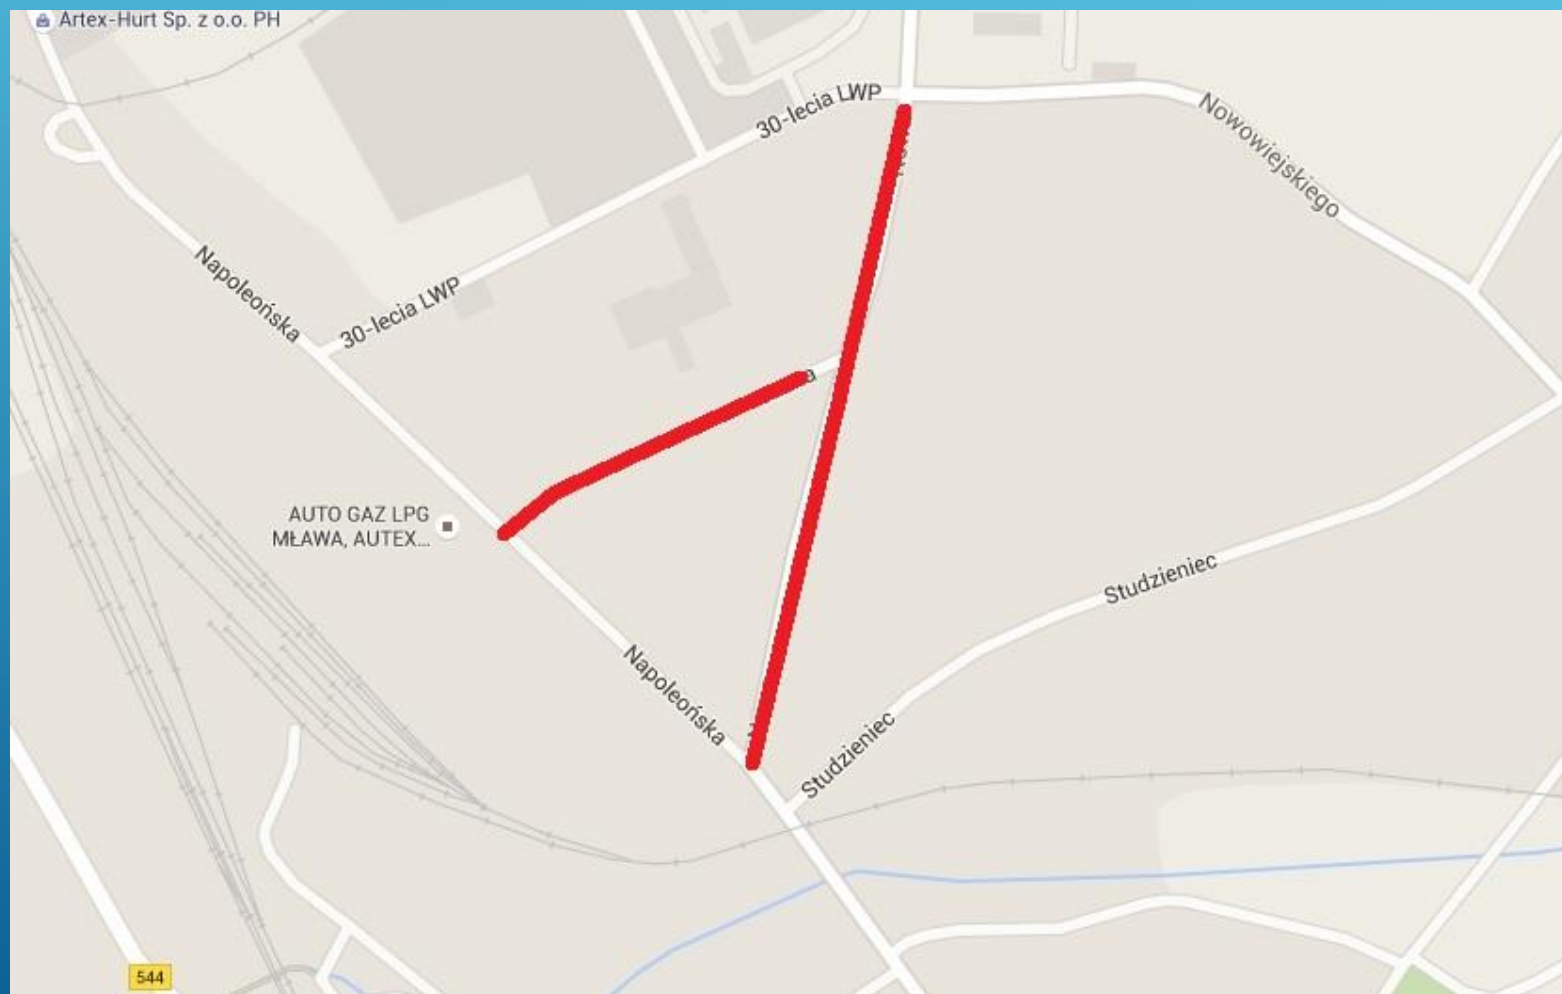 Artex-Hurt Sp. z o.o. PH
30-lecia LWP
Nowowiejskiego
Napoleońska
30-lecia LWP
AUTO GAZ LPG
MŁAWA, AUTEX...
Studzieniec
Napoleońska
Studzieniec
544